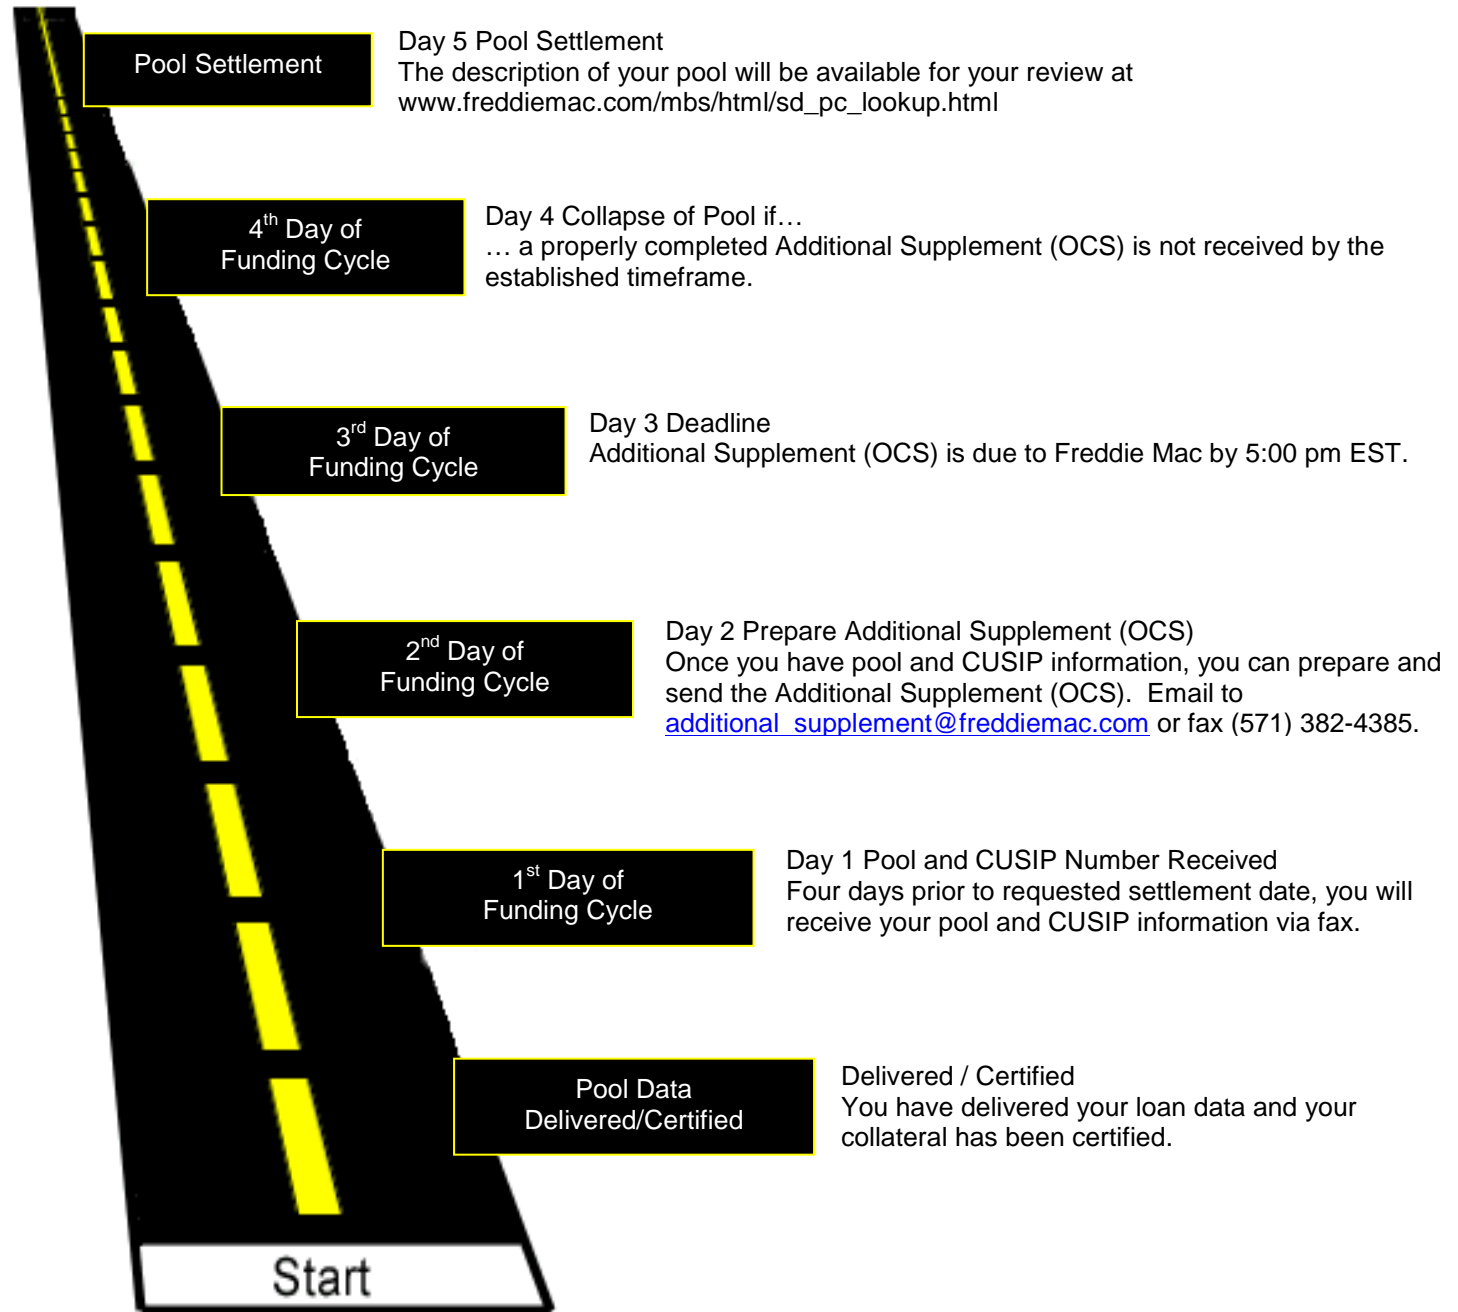 Pool Settlement
Day 5 Pool Settlement
The description of your pool will be available for your review at
www.freddiemac.com/mbs/html/sd_pc_lookup.html
4th Day of
Funding Cycle
Day 4 Collapse of Pool if…
… a properly completed Additional Supplement (OCS) is not received by the
established timeframe.
3rd Day of
Funding Cycle
Day 3 Deadline
Additional Supplement (OCS) is due to Freddie Mac by 5:00 pm EST.
2nd Day of
Funding Cycle
Day 2 Prepare Additional Supplement (OCS)
Once you have pool and CUSIP information, you can prepare and
send the Additional Supplement (OCS).  Email to
additional_supplement@freddiemac.com or fax (571) 382-4385.
1st Day of
Funding Cycle
Day 1 Pool and CUSIP Number Received
Four days prior to requested settlement date, you will
receive your pool and CUSIP information via fax.
Pool Data
Delivered/Certified
Delivered / Certified
You have delivered your loan data and your
collateral has been certified.
Start